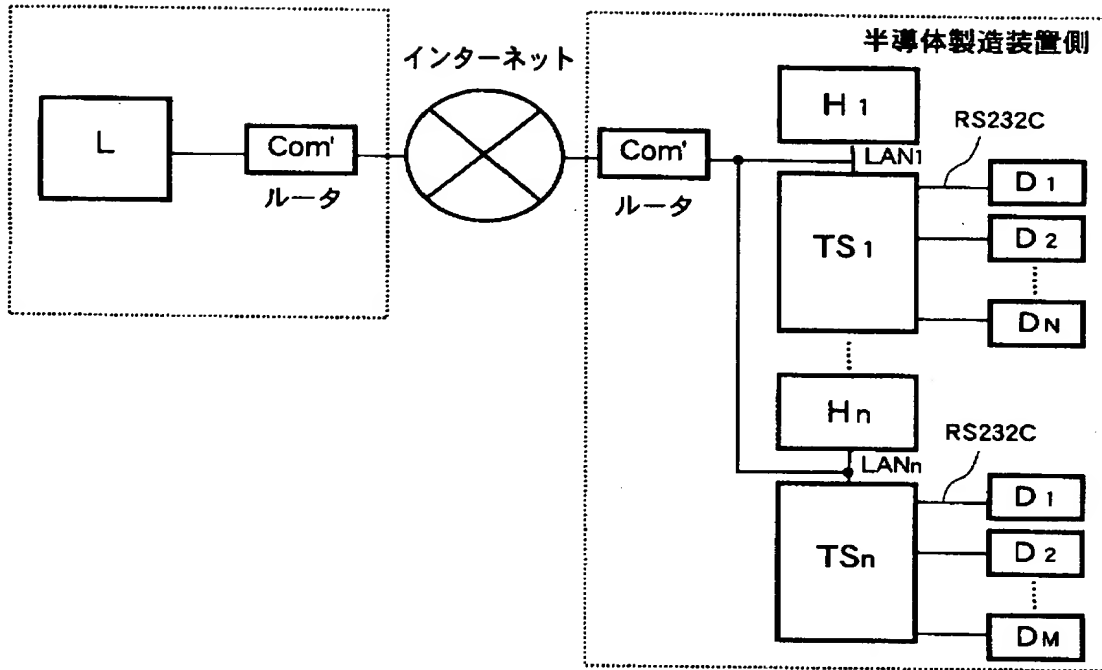 半導体製造装置側
インターネット
L
Com'
ルータ
Com'
ルータ
H1
LAN1
RS232C
TS1
D1
D2
DN
Hn
LANn
RS232C
TSn
D1
D2
DM